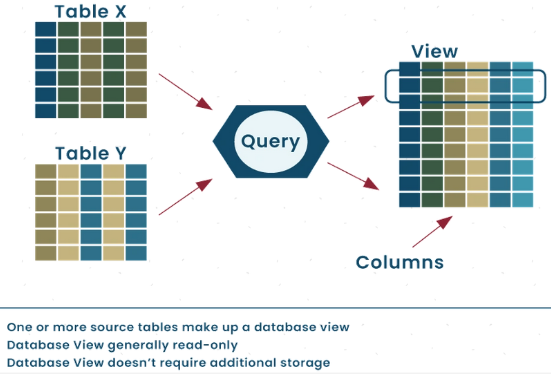 Table X
View
Query
Table Y
Columns
One or more source tables make up a database view
Database View generally read-only
Database View doesn't require additional storage